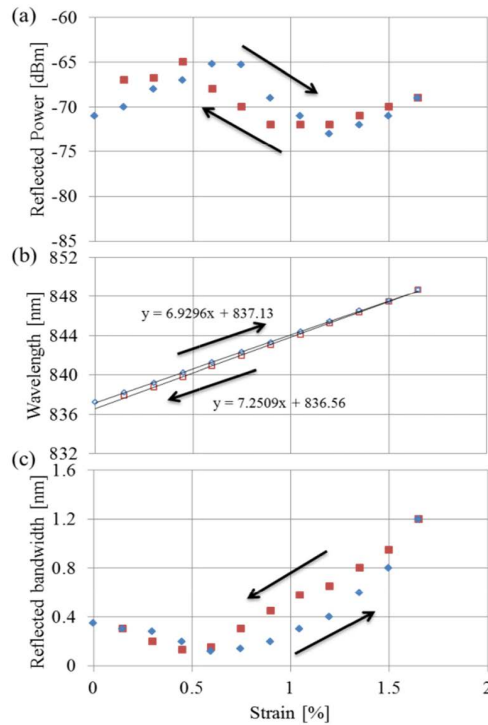 (a)
-60
-65
-70
-75
-80
-85
Reflected Power [dBm]
(b)
852
848
844
840
836
832
Wavelength [nm]
y = 6.9296x + 837.13
y = 7.2509x + 836.56
(c)
1.6
1.2
0.8
0.4
0
Reflected bandwidth [nm]
0
0.5
1
1.5
2
Strain [%]